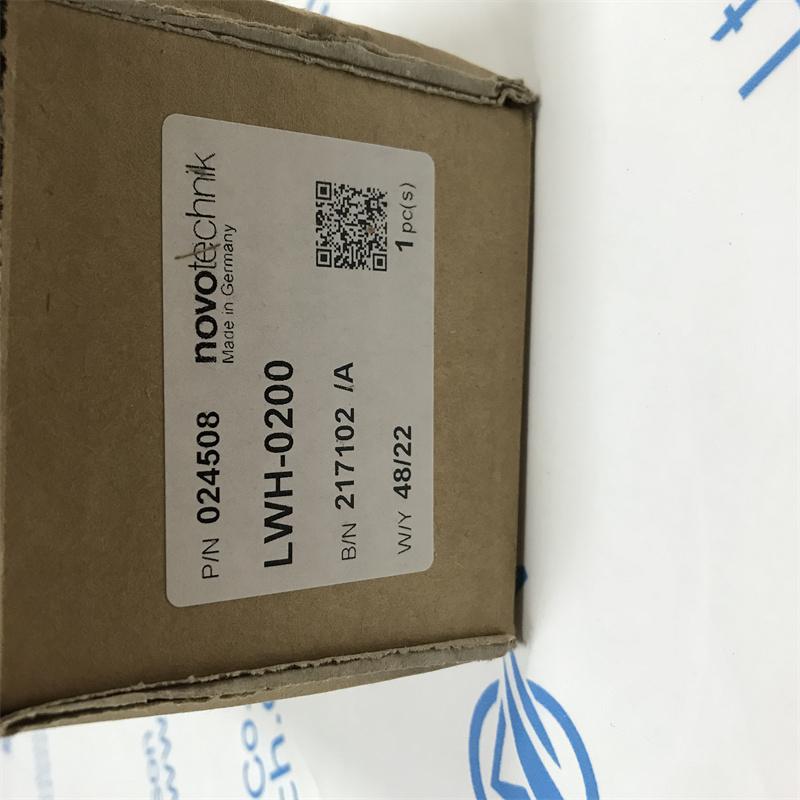 P/N 024508
novotechnik
Made in Germany
LWH-0200
B/N 217102 /A
W/Y 48/22
1 pc(s)